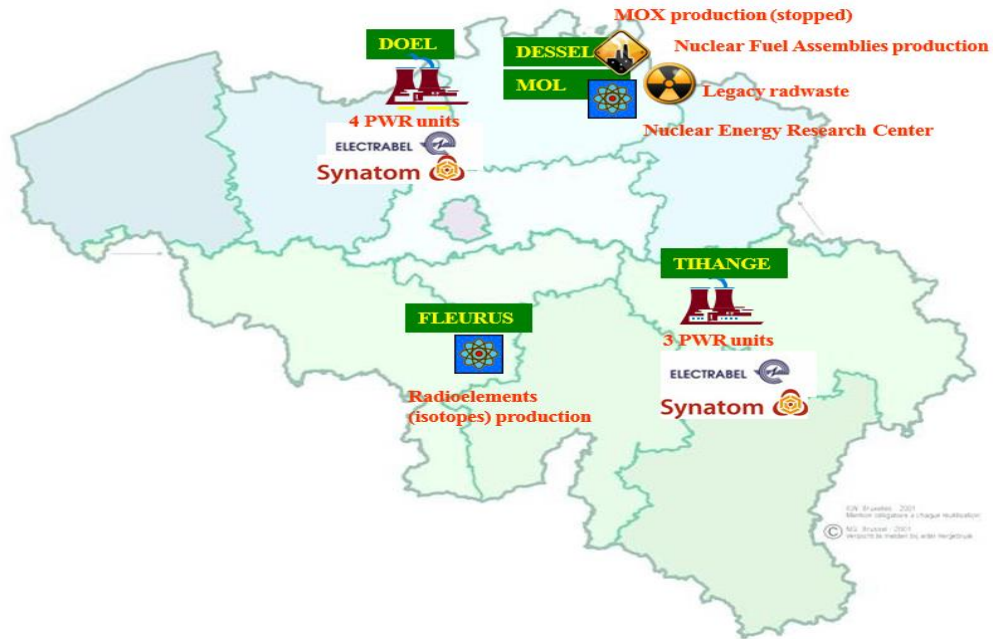 MOX production (stopped)
DOEL
DESSEL
Nuclear Fuel Assemblies production
MOL
Legacy radwaste
4 PWR units
Nuclear Energy Research Center
ELECTRABEL
Synatom
TIHANGE
FLEURUS
3 PWR units
ELECTRABEL
Synatom
Radioelements
(isotopes) production